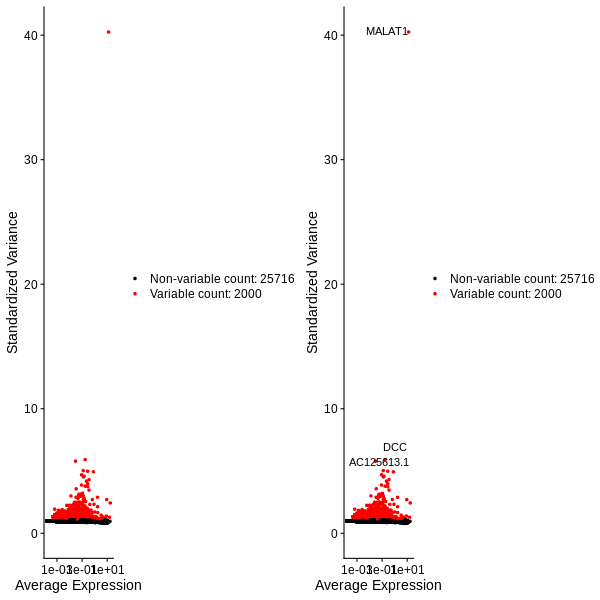 40
30
20
10
0
Standardized Variance
1e-03
1e-01
1e+01
Average Expression
Non-variable count: 25716
Variable count: 2000
MALAT1
40
30
20
10
0
Standardized Variance
DCC
AC125613.1
1e-03
1e-01
1e+01
Average Expression
Non-variable count: 25716
Variable count: 2000